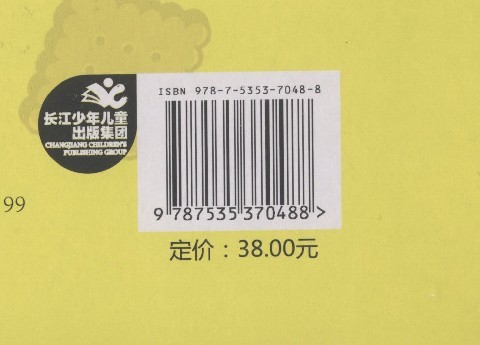 ISBN 978-7-5353-7048-8
长江少年儿童
出版集团
CHANGJIANG CHILDREN'S
PUBLISHING GROUP
99
9 787535 370488 >
定价：38.00元